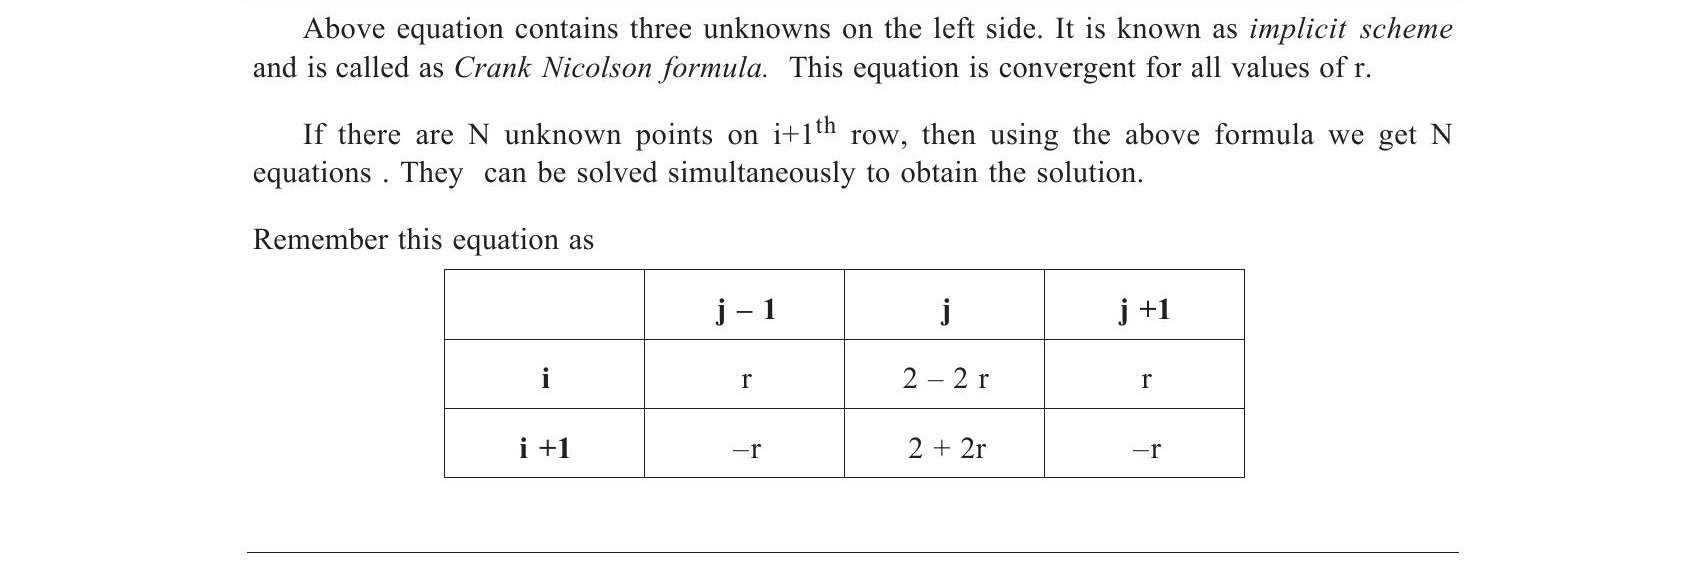 Above equation contains three unknowns on the left side. It is known as implicit scheme
and is called as Crank Nicolson formula. This equation is convergent for all values of r.
If there are N unknown points on i+1th row, then using the above formula we get N
equations . They can be solved simultaneously to obtain the solution.
Remember this equation as
j – 1 j j +1
i r 2 – 2 r r
i +1 –r 2 + 2r –r